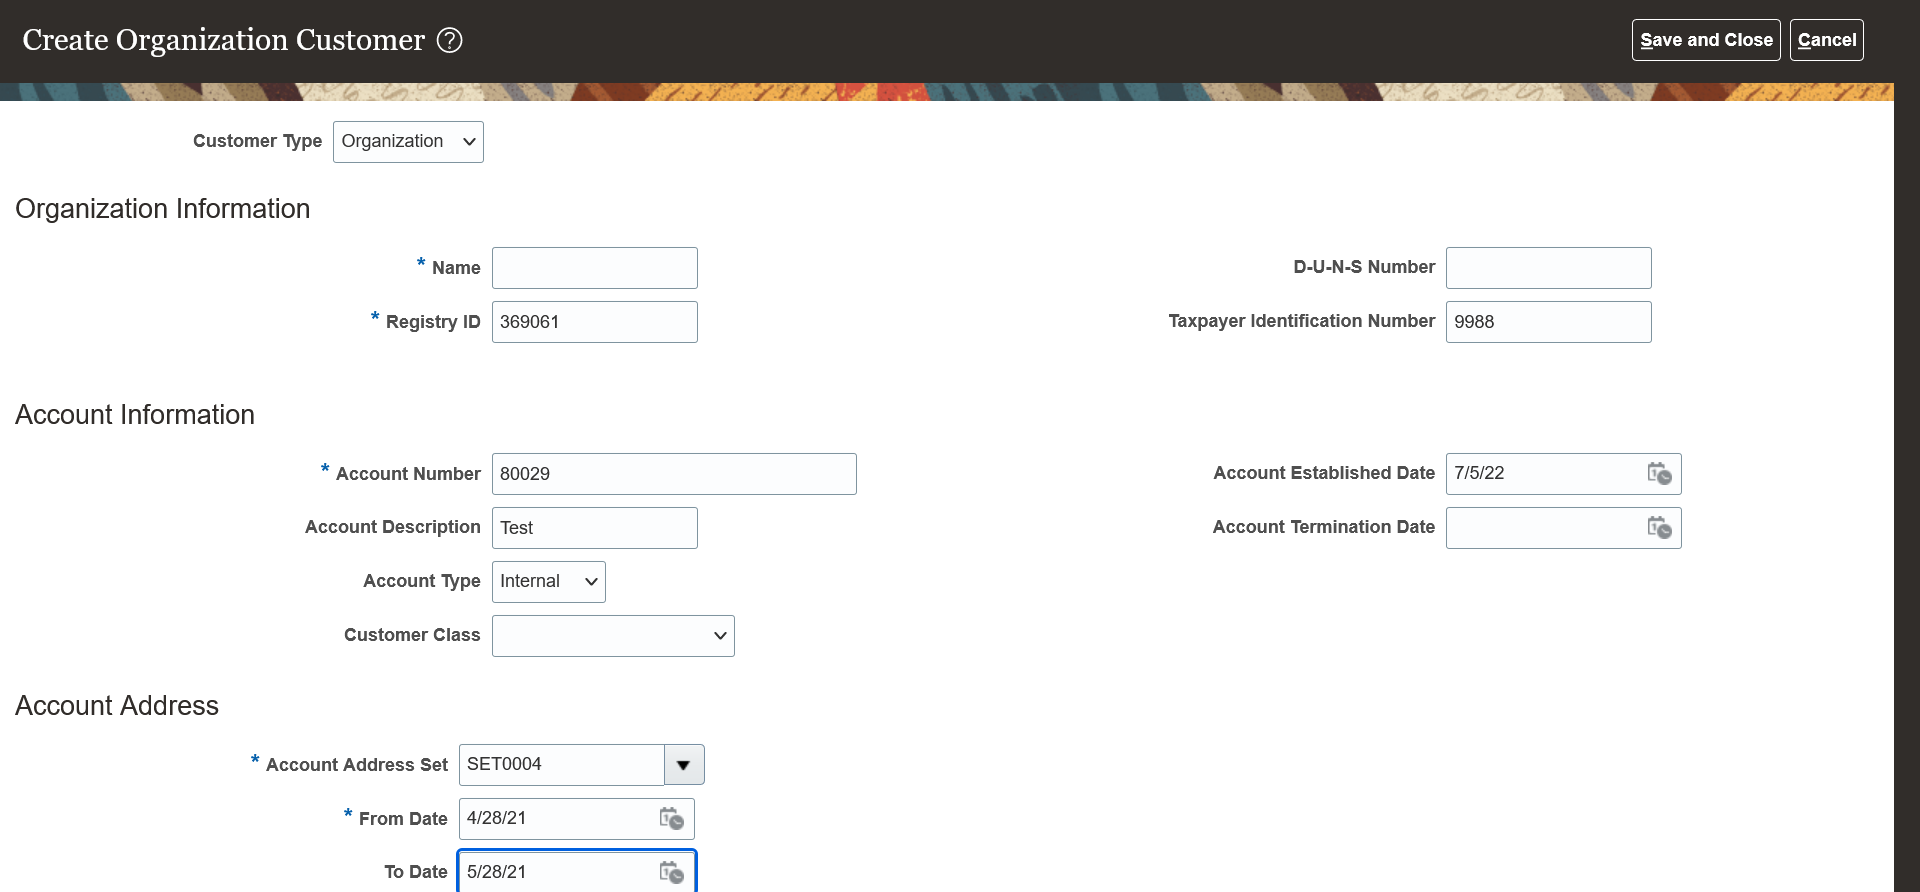 Create Organization Customer ?
Save and Close
Cancel
Customer Type Organization
Organization Information
* Name
D-U-N-S Number
* Registry ID 369061
Taxpayer Identification Number 9988
Account Information
* Account Number 80029
Account Established Date 7/5/22
Account Description Test
Account Termination Date
Account Type Internal
Customer Class
Account Address
* Account Address Set SET0004
* From Date 4/28/21
To Date 5/28/21